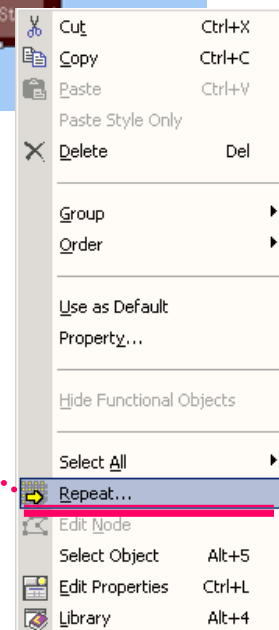 St
Cut Ctrl+X
Copy Ctrl+C
Paste Ctrl+V
Paste Style Only
Delete Del
Group
Order
Use as Default
Property...
Hide Functional Objects
Select All
Repeat...
Edit Node
Select Object Alt+5
Edit Properties Ctrl+L
Library Alt+4